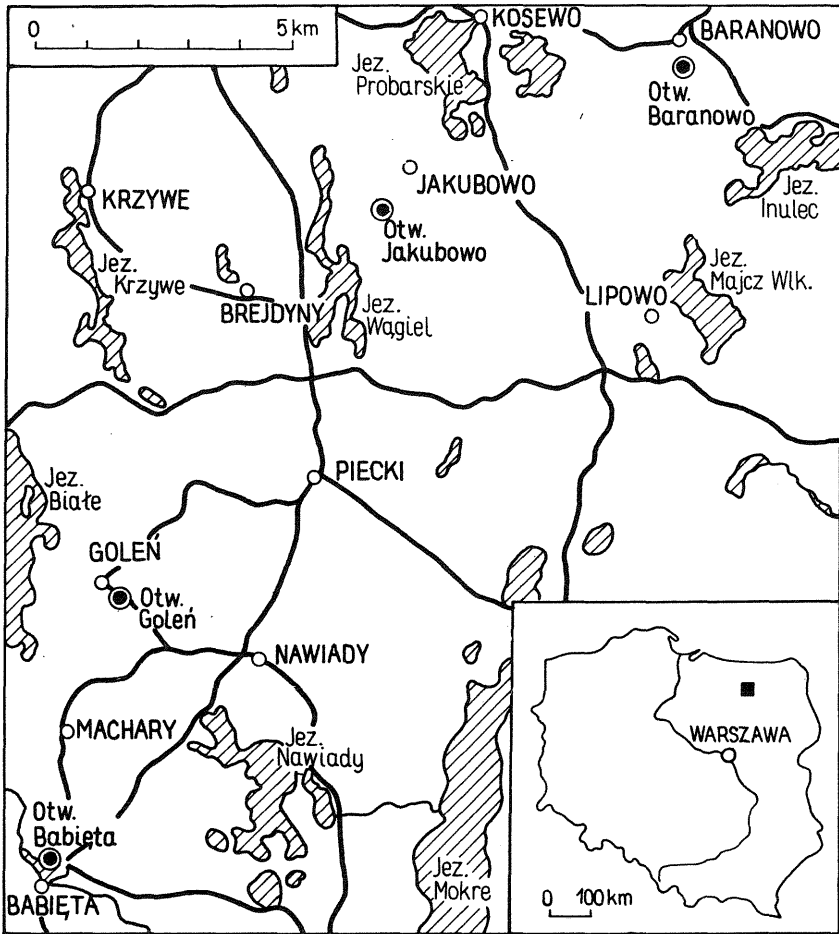 0 5 km
KOSEWO
BARANOWO
Jez.
Probarskie
Otw.
Baranowo
JAKUBOWO
KRZYWE
Jez.
Inulec
Otw.
Jakubowo
Jez.
Krzywe
Jez.
Majcz Wlk.
LIPOWO
BREJDYNY
Jez.
Wągiel
PIECKI
Jez.
Białe
GOLEŃ
Otw.
Goleń
NAWIADY
MACHARY
Jez.
Nawiady
WARSZAWA
Otw.
Babięta
Jez.
Mokre
BABIĘTA
0 100 km